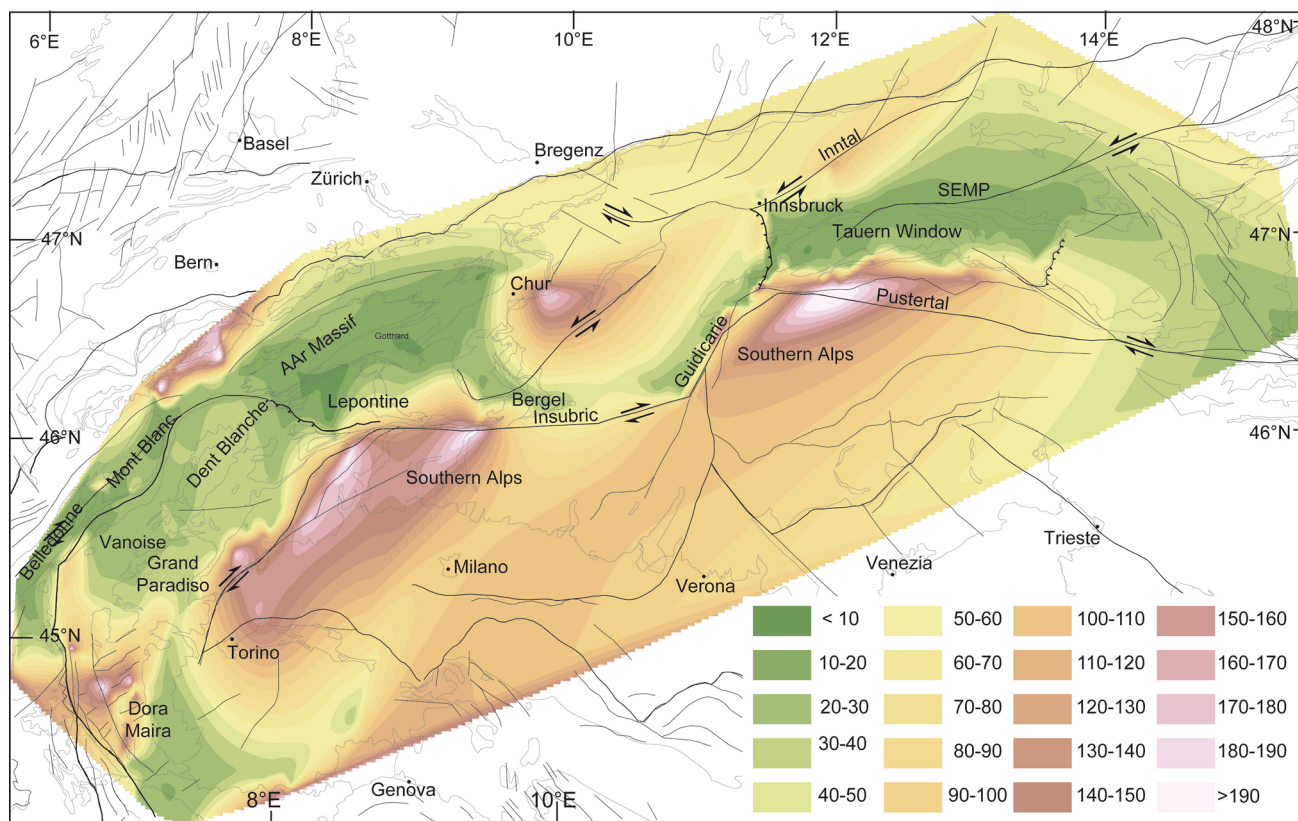 6°E
8°E
10°E
12°E
14°E
48°N
Basel
Bregenz
Inntal
Zürich
SEMP
Innsbruck
47°N
Tauern Window
47°N
Bern
Chur
Pustertal
AAr Massif
Gotthard
Guidicarie
Southern Alps
Lepontine
Bergel
Insubric
46°N
Mont Blanc
Dent Blanche
46°N
Southern Alps
Belledonne
Vanoise
Grand
Paradiso
Milano
Verona
Venezia
Trieste
45°N
Torino
Dora
Maira
Genova
8°E
10°E
< 10
50-60
100-110
150-160
10-20
60-70
110-120
160-170
20-30
70-80
120-130
170-180
30-40
80-90
130-140
180-190
40-50
90-100
140-150
>190